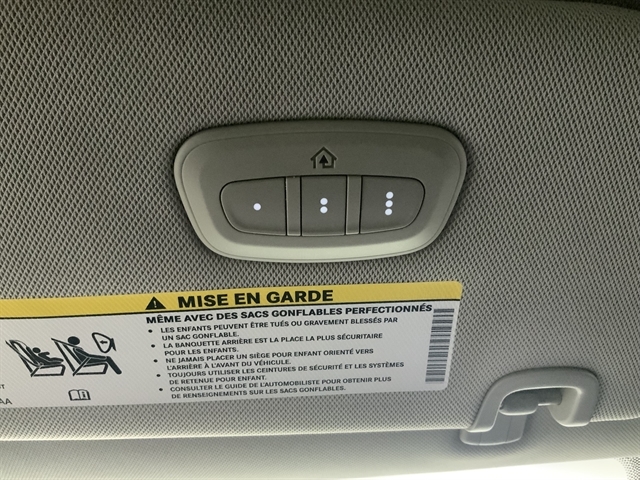 MISE EN GARDE
MÊME AVEC DES SACS GONFLABLES PERFECTIONNÉS
• LES ENFANTS PEUVENT ÊTRE TUÉS OU GRAVEMENT BLESSÉS PAR
UN SAC GONFLABLE.
• LA BANQUETTE ARRIÈRE EST LA PLACE LA PLUS SÉCURITAIRE
POUR LES ENFANTS.
• NE JAMAIS PLACER UN SIÈGE POUR ENFANT ORIENTÉ VERS
L'ARRIÈRE À L'AVANT DU VÉHICULE.
• TOUJOURS UTILISER LES CEINTURES DE SÉCURITÉ ET LES SYSTÈMES
DE RETENUE POUR ENFANT.
• CONSULTER LE GUIDE DE L'AUTOMOBILISTE POUR OBTENIR PLUS
DE RENSEIGNEMENTS SUR LES SACS GONFLABLES.
AA